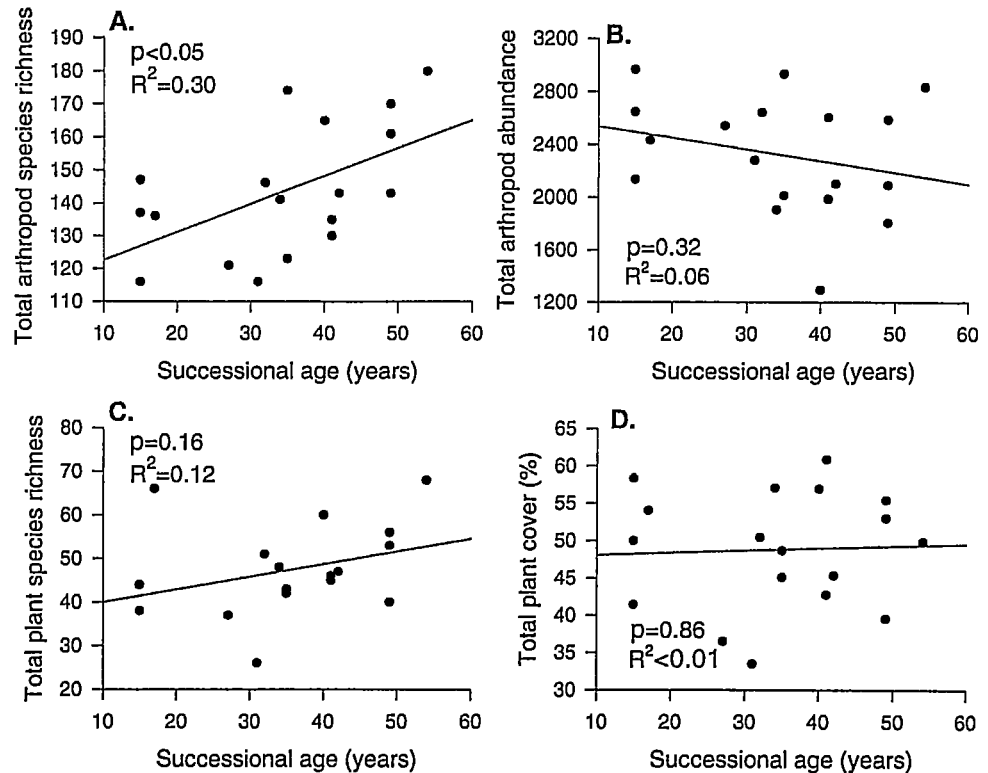 A.
p<0.05
R²=0.30
Total arthropod species richness
190
180
170
160
150
140
130
120
110
10 20 30 40 50 60
Successional age (years)
B.
p=0.32
R²=0.06
Total arthropod abundance
3200
2800
2400
2000
1600
1200
10 20 30 40 50 60
Successional age (years)
C.
p=0.16
R²=0.12
Total plant species richness
80
70
60
50
40
30
20
10 20 30 40 50 60
Successional age (years)
D.
p=0.86
R²<0.01
Total plant cover (%)
65
60
55
50
45
40
35
30
10 20 30 40 50 60
Successional age (years)